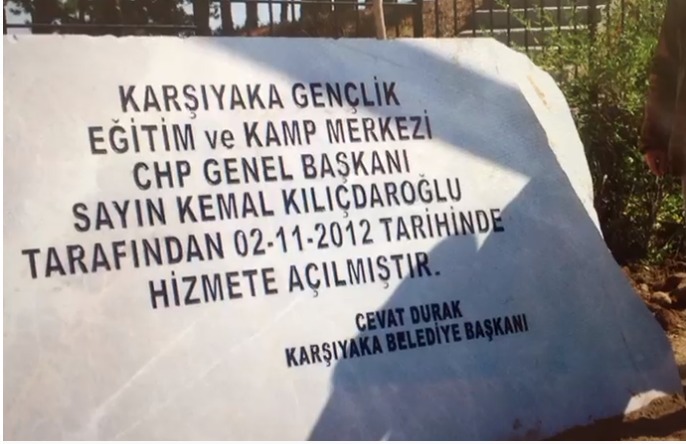 KARŞIYAKA GENÇLİK
EĞİTİM ve KAMP MERKEZİ
CHP GENEL BAŞKANI
SAYIN KEMAL KILIÇDAROĞLU
TARAFINDAN 02-11-2012 TARİHİNDE
HİZMETE AÇILMIŞTIR.
CEVAT DURAK
KARŞIYAKA BELEDİYE BAŞKANI